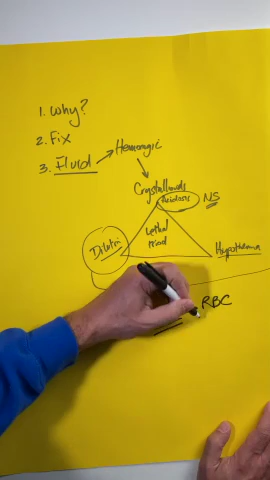 1. Why?
2. Fix
3. Fluid
Hemorragic
Crystalloids
Acidosis
NS
Lethal
triad
Dilution
Hypothermia
RBC